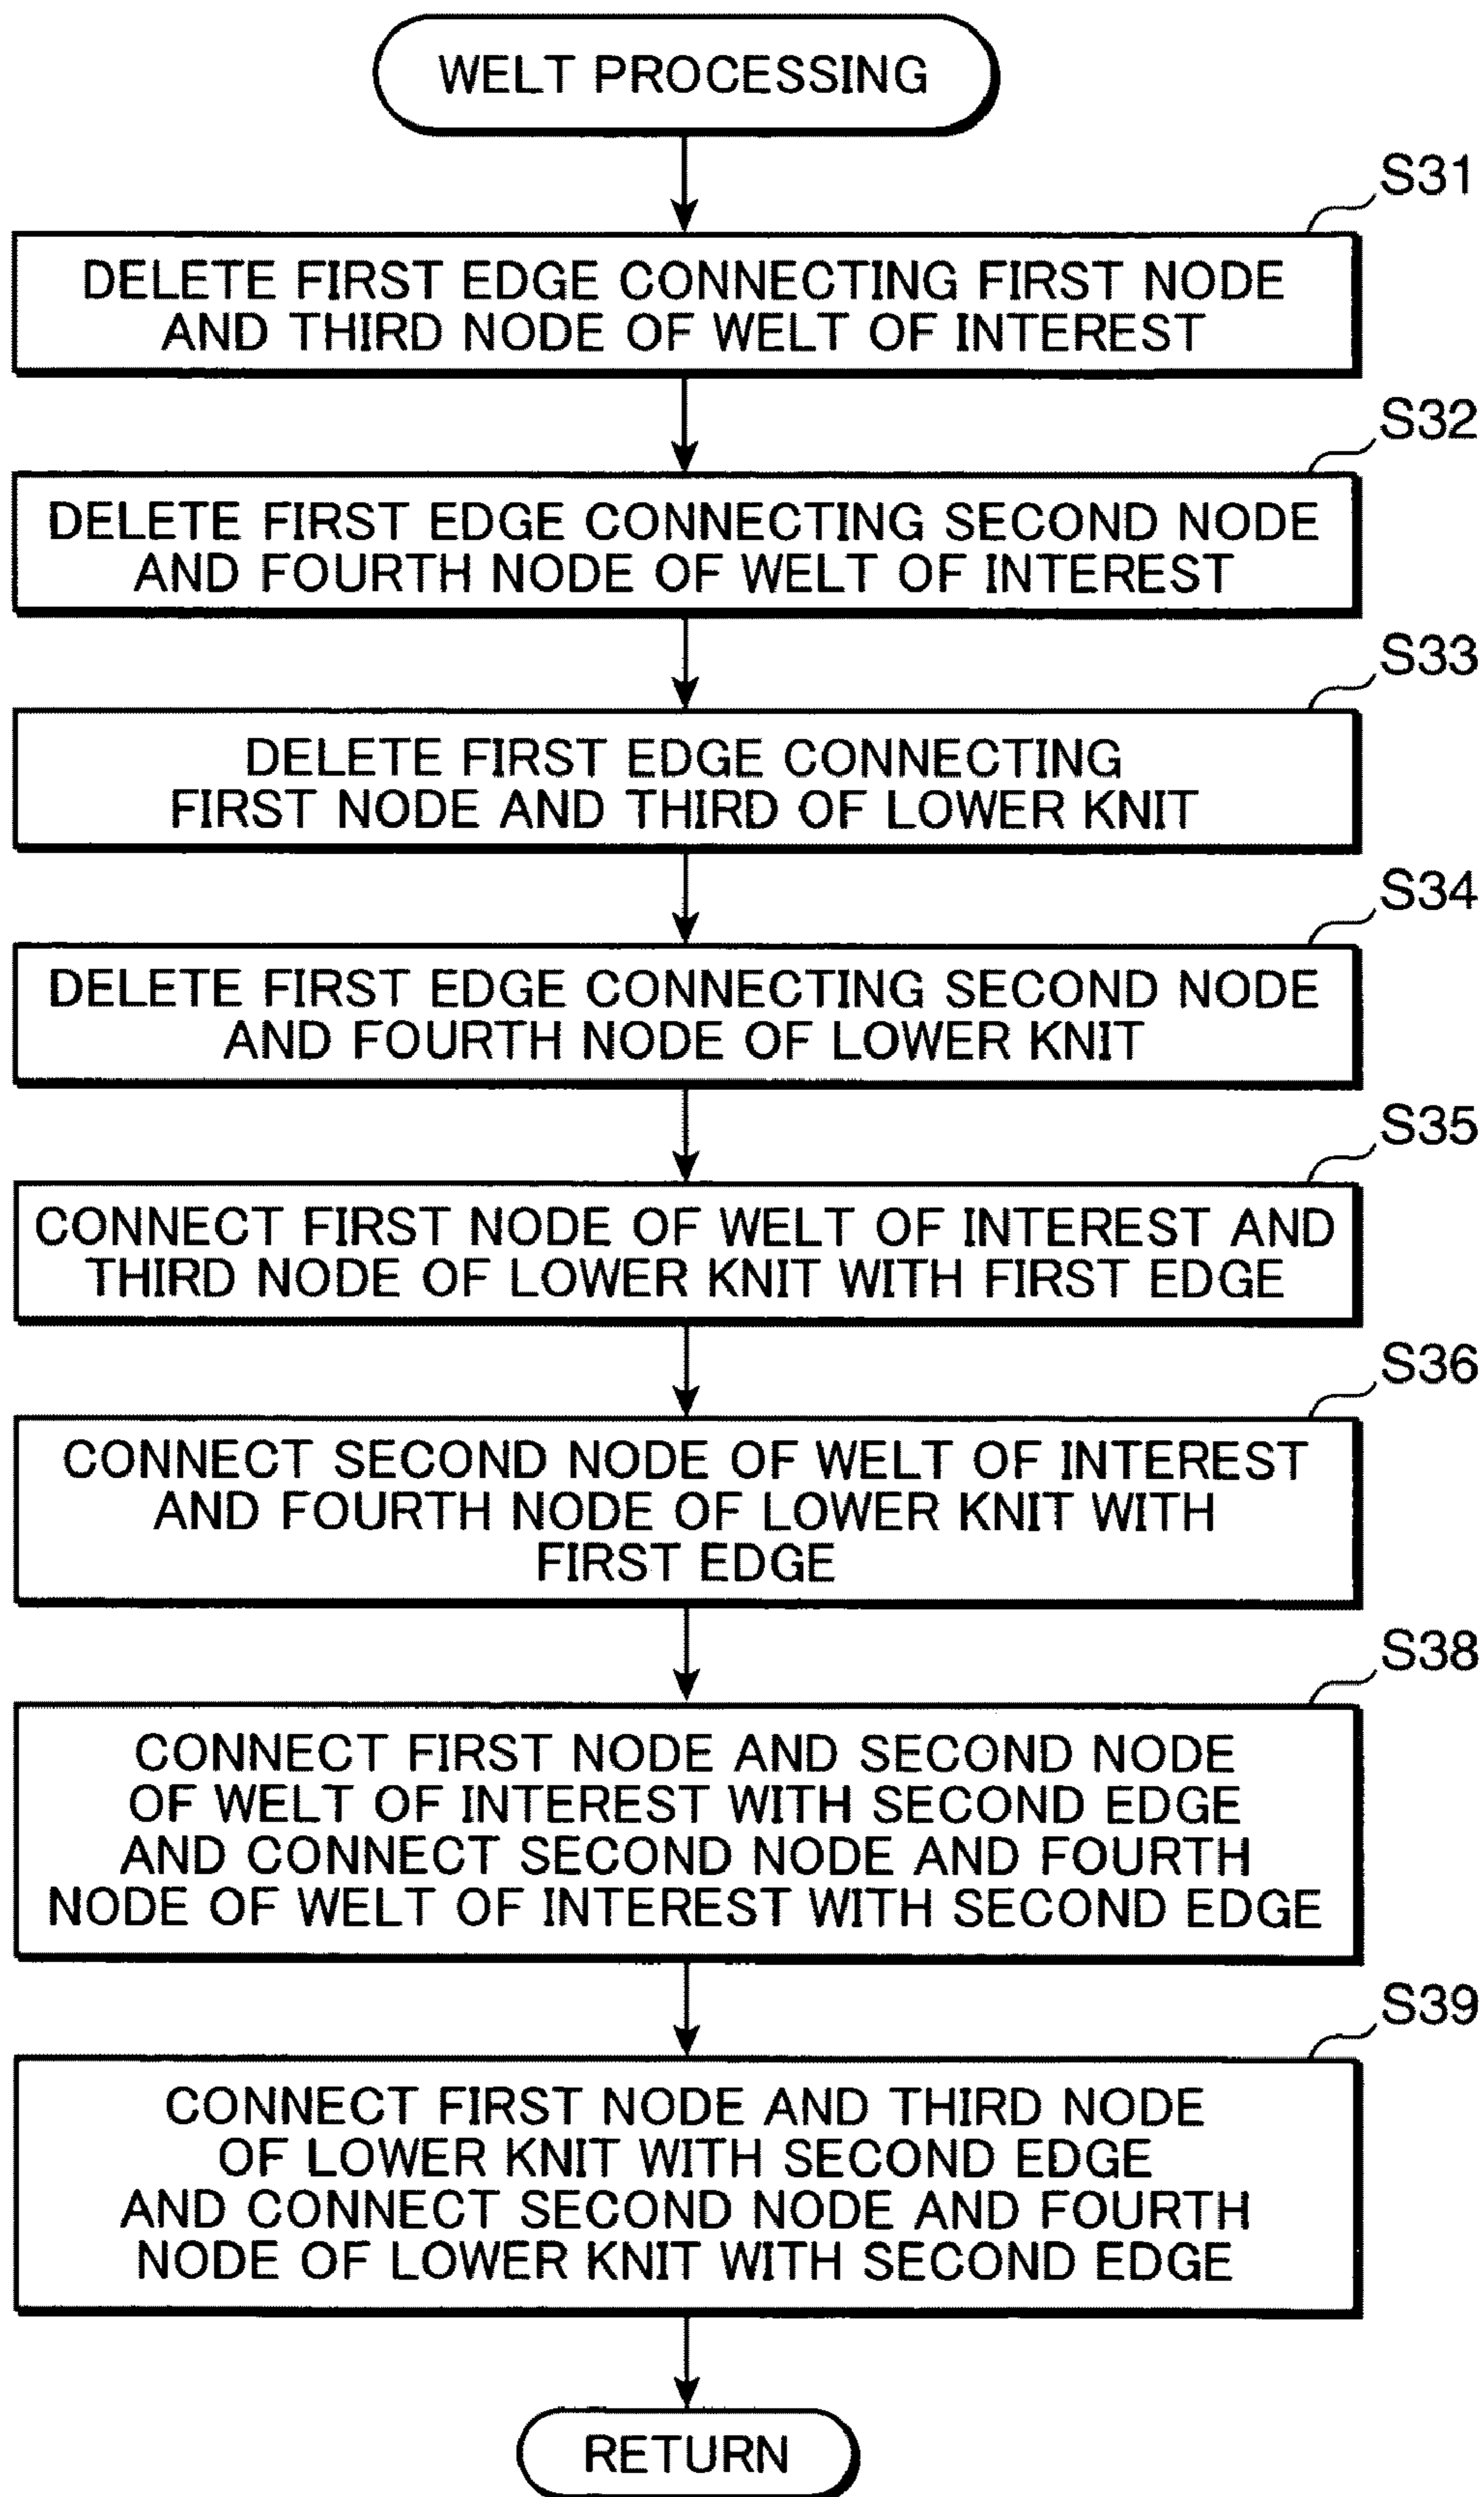 WELT PROCESSING
S31
DELETE FIRST EDGE CONNECTING FIRST NODE
AND THIRD NODE OF WELT OF INTEREST
S32
DELETE FIRST EDGE CONNECTING SECOND NODE
AND FOURTH NODE OF WELT OF INTEREST
S33
DELETE FIRST EDGE CONNECTING
FIRST NODE AND THIRD OF LOWER KNIT
S34
DELETE FIRST EDGE CONNECTING SECOND NODE
AND FOURTH NODE OF LOWER KNIT
S35
CONNECT FIRST NODE OF WELT OF INTEREST AND
THIRD NODE OF LOWER KNIT WITH FIRST EDGE
S36
CONNECT SECOND NODE OF WELT OF INTEREST
AND FOURTH NODE OF LOWER KNIT WITH
FIRST EDGE
S38
CONNECT FIRST NODE AND SECOND NODE
OF WELT OF INTEREST WITH SECOND EDGE
AND CONNECT SECOND NODE AND FOURTH
NODE OF WELT OF INTEREST WITH SECOND EDGE
S39
CONNECT FIRST NODE AND THIRD NODE
OF LOWER KNIT WITH SECOND EDGE
AND CONNECT SECOND NODE AND FOURTH
NODE OF LOWER KNIT WITH SECOND EDGE
RETURN